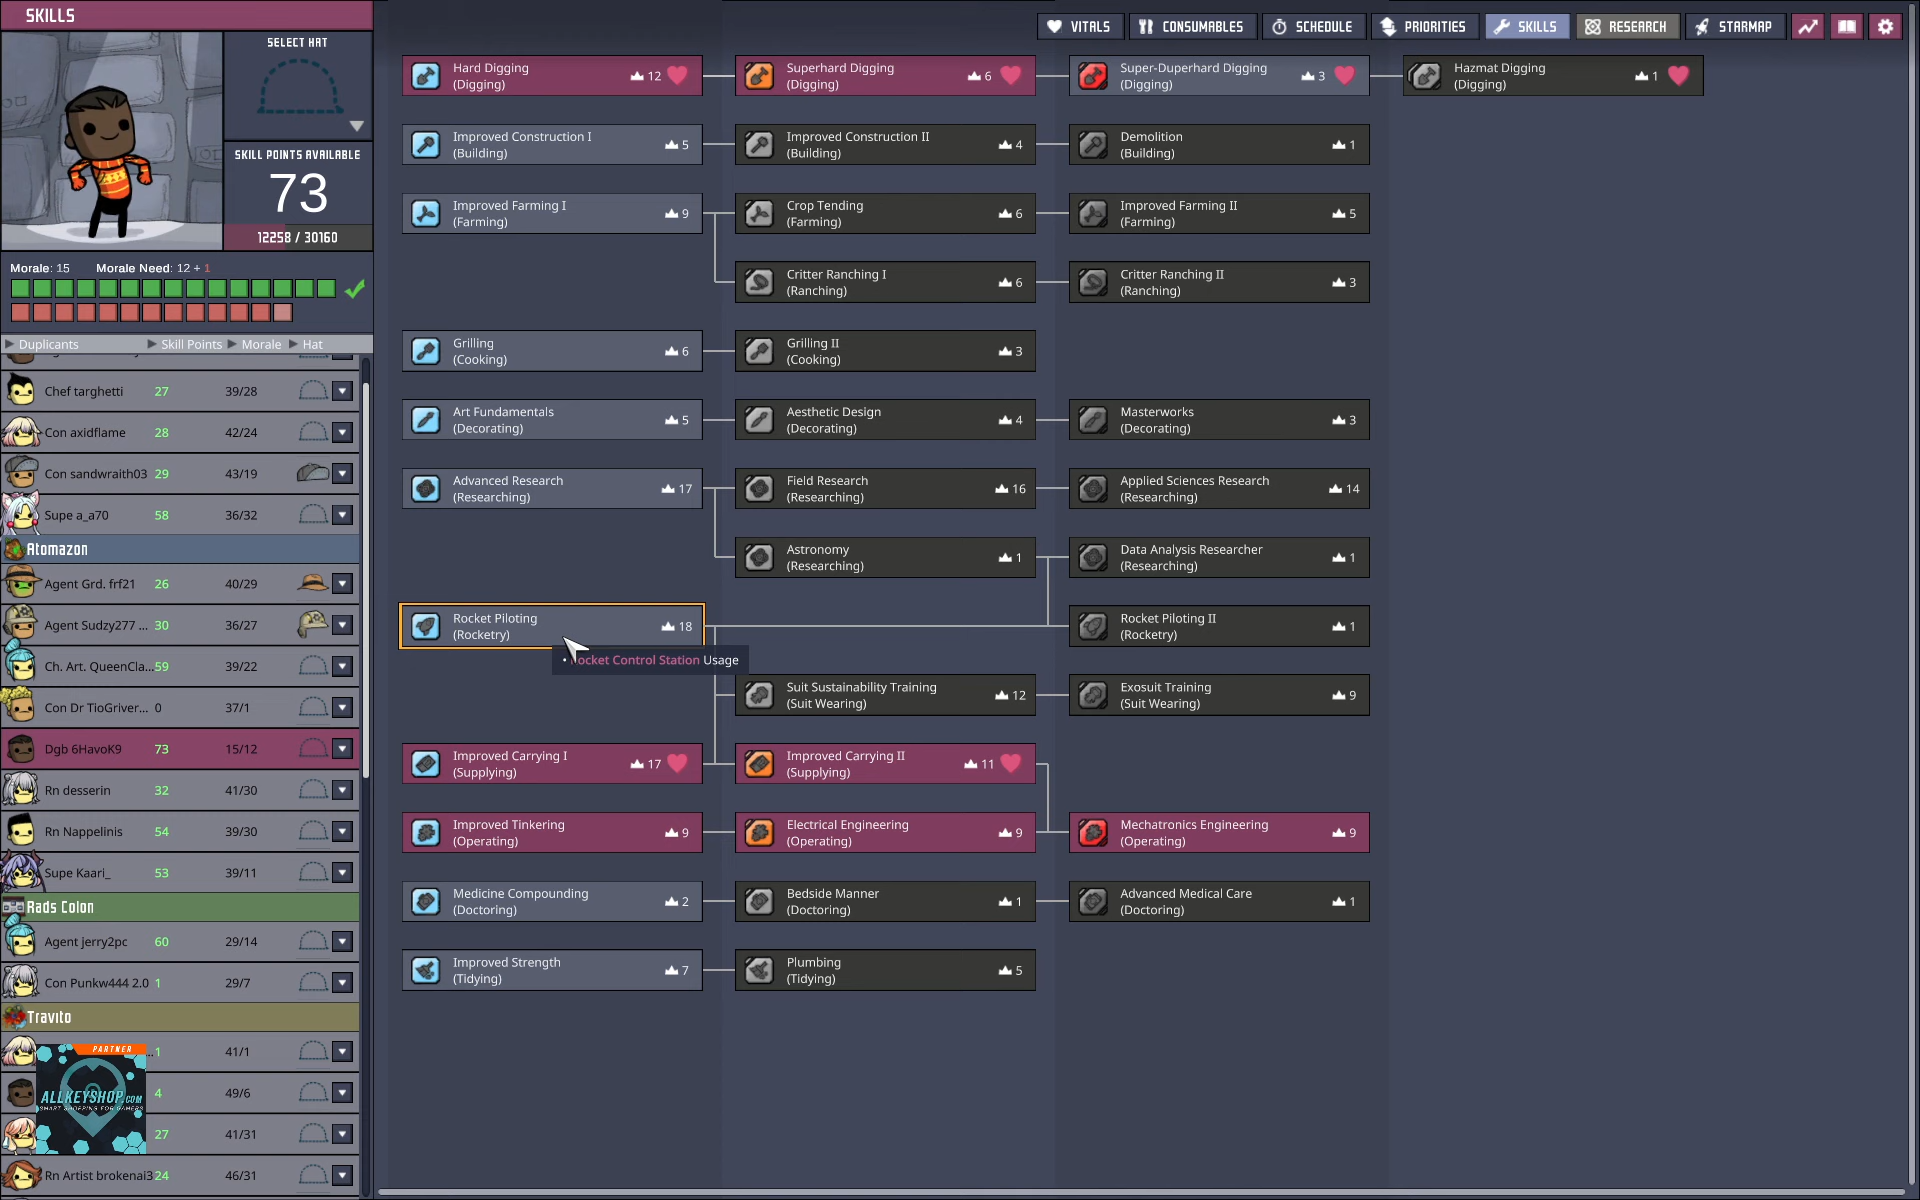 SKILLS
VITALS
CONSUMABLES
SCHEDULE
PRIORITIES
SKILLS
RESEARCH
STARMAP
SELECT HAT
SKILL POINTS AVAILABLE
73
12258 / 30160
Morale: 15 Morale Need: 12 + 1
Duplicants Skill Points Morale Hat
Chef targhetti 27 39/28
Con axidflame 28 42/24
Con sandwraith03 29 43/19
Supe a_a70 58 36/32
Atomazon
Agent Grd. frf21 26 40/29
Agent Sudzy277 ... 30 36/27
Ch. Art. QueenCla... 59 39/22
Con Dr TioGriver... 0 37/1
Dgb 6HavoK9 73 15/12
Rn desserin 32 41/30
Rn Nappelinis 54 39/30
Supe Kaari_ 53 39/11
Rads Colon
Agent jerry2pc 60 29/14
Con Punkw444 2.0 1 29/7
Travito
...1 41/1
4 49/6
27 41/31
Rn Artist brokenai3 24 46/31
PARTNER
ALLKEYSHOP.COM
SMART SHOPPING FOR GAMERS
Hard Digging
(Digging)
12
Superhard Digging
(Digging)
6
Super-Duperhard Digging
(Digging)
3
Hazmat Digging
(Digging)
1
Improved Construction I
(Building)
5
Improved Construction II
(Building)
4
Demolition
(Building)
1
Improved Farming I
(Farming)
9
Crop Tending
(Farming)
6
Improved Farming II
(Farming)
5
Critter Ranching I
(Ranching)
6
Critter Ranching II
(Ranching)
3
Grilling
(Cooking)
6
Grilling II
(Cooking)
3
Art Fundamentals
(Decorating)
5
Aesthetic Design
(Decorating)
4
Masterworks
(Decorating)
3
Advanced Research
(Researching)
17
Field Research
(Researching)
16
Applied Sciences Research
(Researching)
14
Astronomy
(Researching)
1
Data Analysis Researcher
(Researching)
1
Rocket Piloting
(Rocketry)
18
• Rocket Control Station Usage
Rocket Piloting II
(Rocketry)
1
Suit Sustainability Training
(Suit Wearing)
12
Exosuit Training
(Suit Wearing)
9
Improved Carrying I
(Supplying)
17
Improved Carrying II
(Supplying)
11
Improved Tinkering
(Operating)
9
Electrical Engineering
(Operating)
9
Mechatronics Engineering
(Operating)
9
Medicine Compounding
(Doctoring)
2
Bedside Manner
(Doctoring)
1
Advanced Medical Care
(Doctoring)
1
Improved Strength
(Tidying)
7
Plumbing
(Tidying)
5